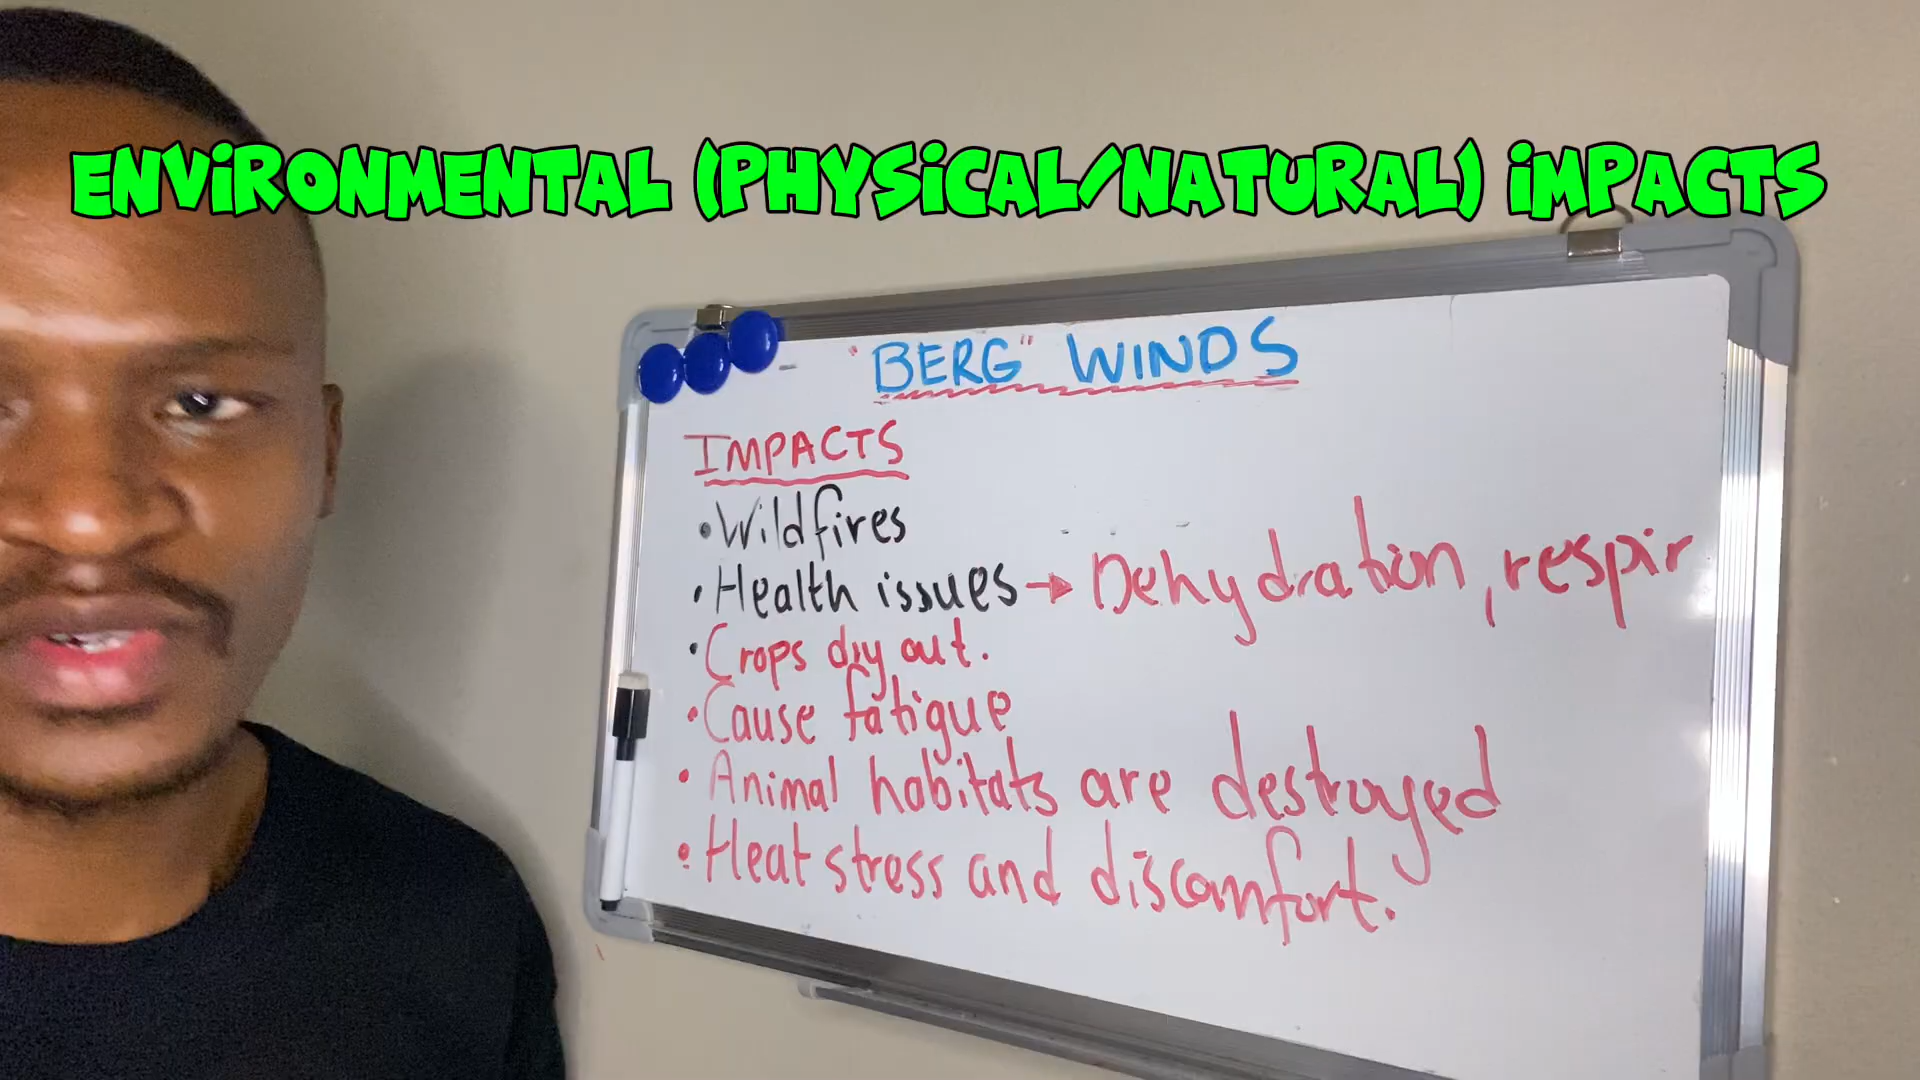 ENVIRONMENTAL (PHYSICAL/NATURAL) IMPACTS
"BERG" WINDS
IMPACTS
• Wildfires
• Health issues → Dehydration, respir
• Crops dry out.
• Cause fatigue
• Animal habitats are destroyed
• Heat stress and discomfort.